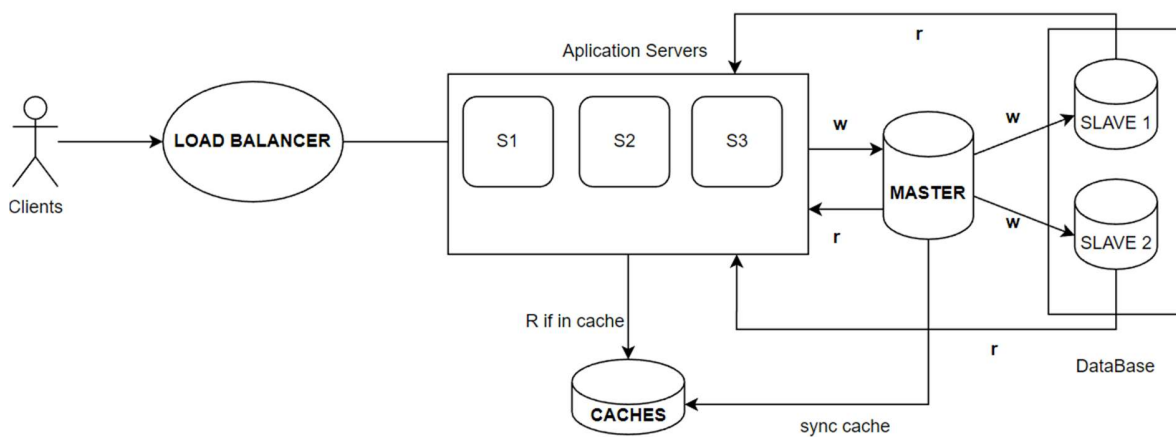 r
Aplication Servers
S1
S2
S3
LOAD BALANCER
Clients
w
MASTER
r
w
w
SLAVE 1
SLAVE 2
R if in cache
r
DataBase
CACHES
sync cache